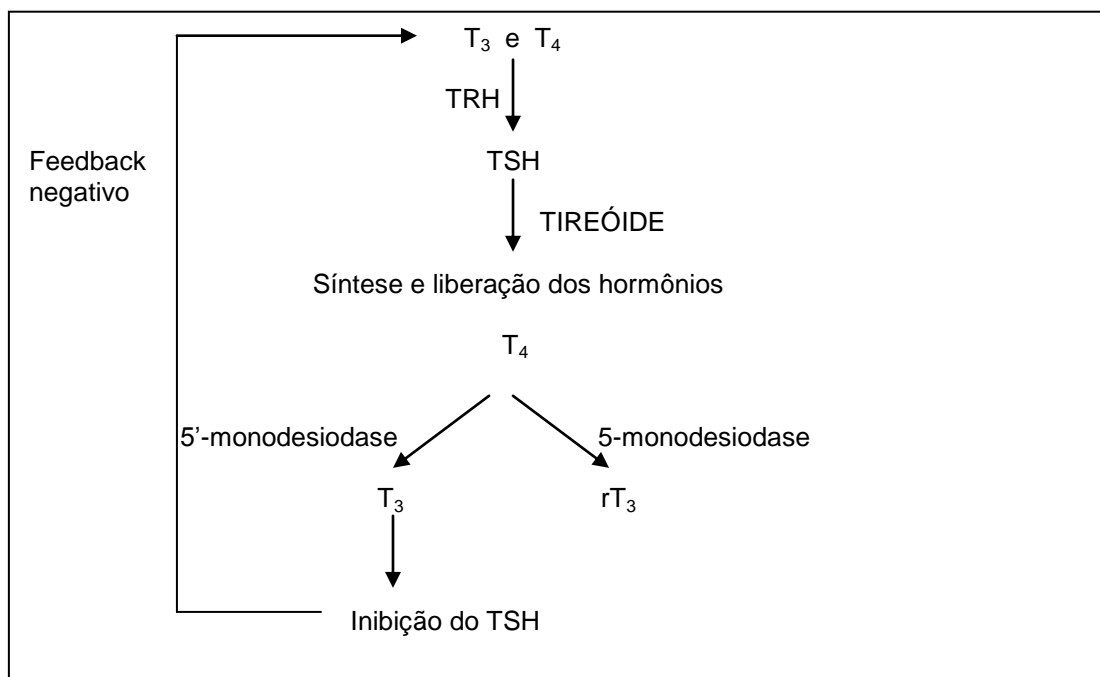 T₃ e T₄
TRH
Feedback
negativo
TSH
TIREÓIDE
Síntese e liberação dos hormônios
T₄
5’-monodesiodase
5-monodesiodase
T₃
rT₃
Inibição do TSH